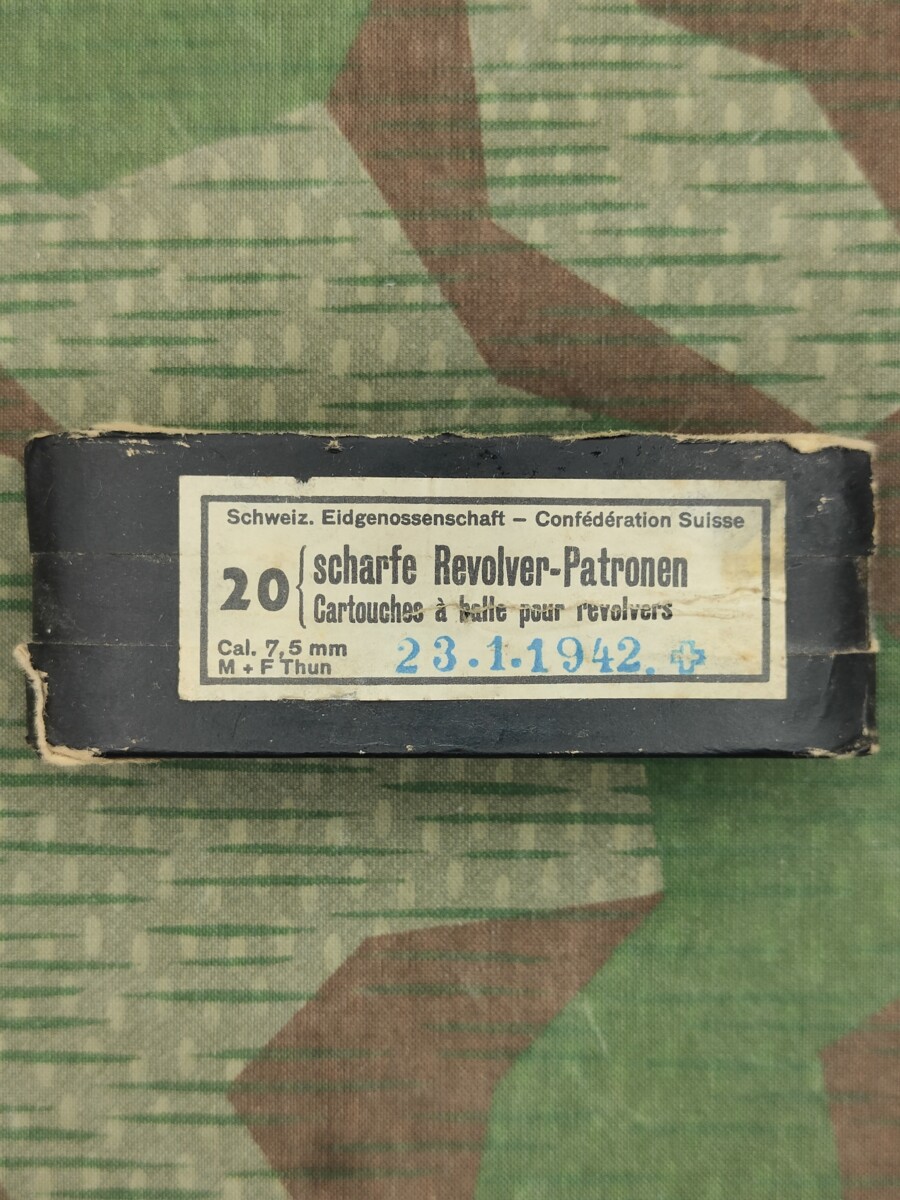 Schweiz. Eidgenossenschaft – Confédération Suisse
20 { scharfe Revolver-Patronen
Cartouches à balle pour revolvers
Cal. 7,5 mm
M + F Thun
23.1.1942.